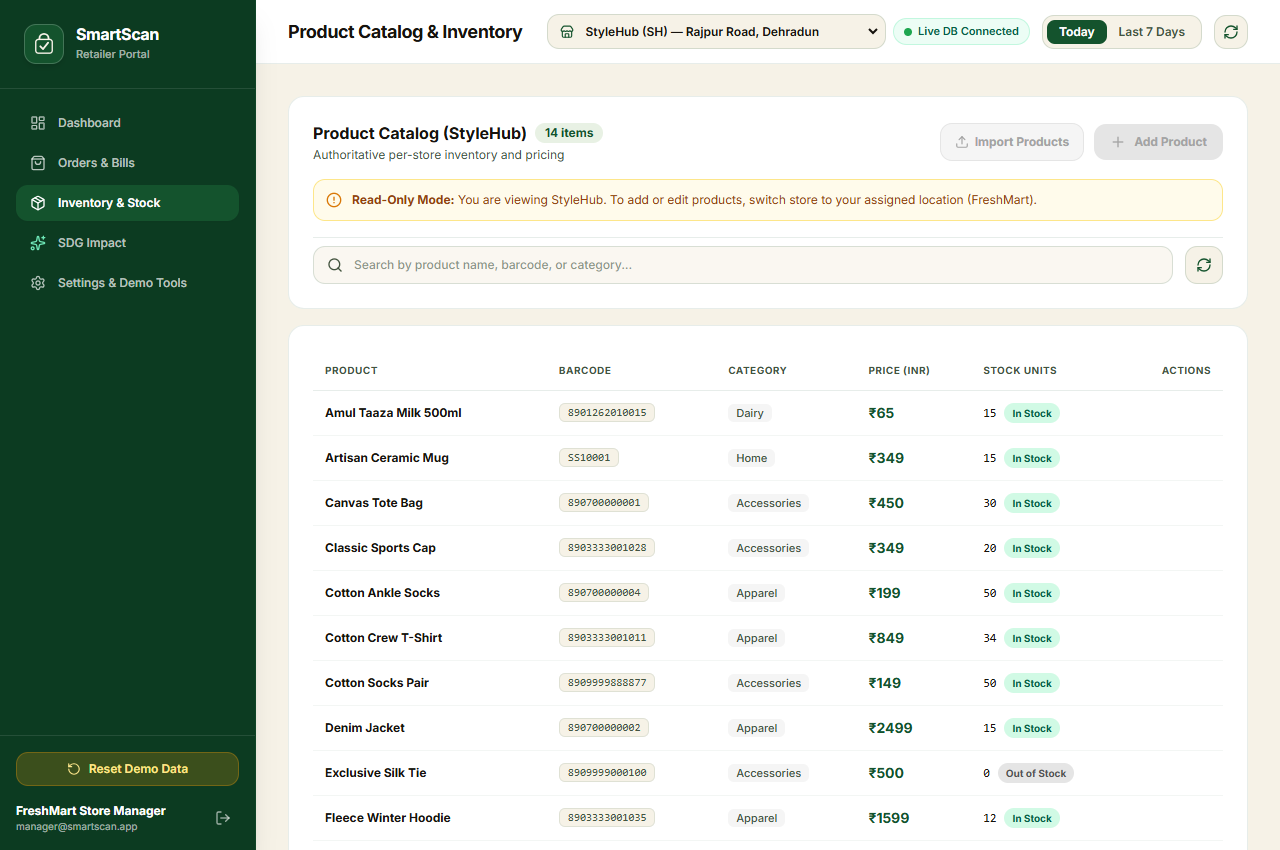 SmartScan
Retailer Portal
Dashboard
Orders & Bills
Inventory & Stock
SDG Impact
Settings & Demo Tools
Reset Demo Data
FreshMart Store Manager
manager@smartscan.app
Product Catalog & Inventory
StyleHub (SH) — Rajpur Road, Dehradun
Live DB Connected
Today
Last 7 Days
Product Catalog (StyleHub) 14 items
Authoritative per-store inventory and pricing
Import Products
Add Product
Read-Only Mode: You are viewing StyleHub. To add or edit products, switch store to your assigned location (FreshMart).
Search by product name, barcode, or category...
PRODUCT BARCODE CATEGORY PRICE (INR) STOCK UNITS ACTIONS
Amul Taaza Milk 500ml 8901262010015 Dairy ₹65 15 In Stock
Artisan Ceramic Mug SS10001 Home ₹349 15 In Stock
Canvas Tote Bag 890700000001 Accessories ₹450 30 In Stock
Classic Sports Cap 8903333001028 Accessories ₹349 20 In Stock
Cotton Ankle Socks 890700000004 Apparel ₹199 50 In Stock
Cotton Crew T-Shirt 8903333001011 Apparel ₹849 34 In Stock
Cotton Socks Pair 8909999888877 Accessories ₹149 50 In Stock
Denim Jacket 890700000002 Apparel ₹2499 15 In Stock
Exclusive Silk Tie 8909999000100 Accessories ₹500 0 Out of Stock
Fleece Winter Hoodie 8903333001035 Apparel ₹1599 12 In Stock